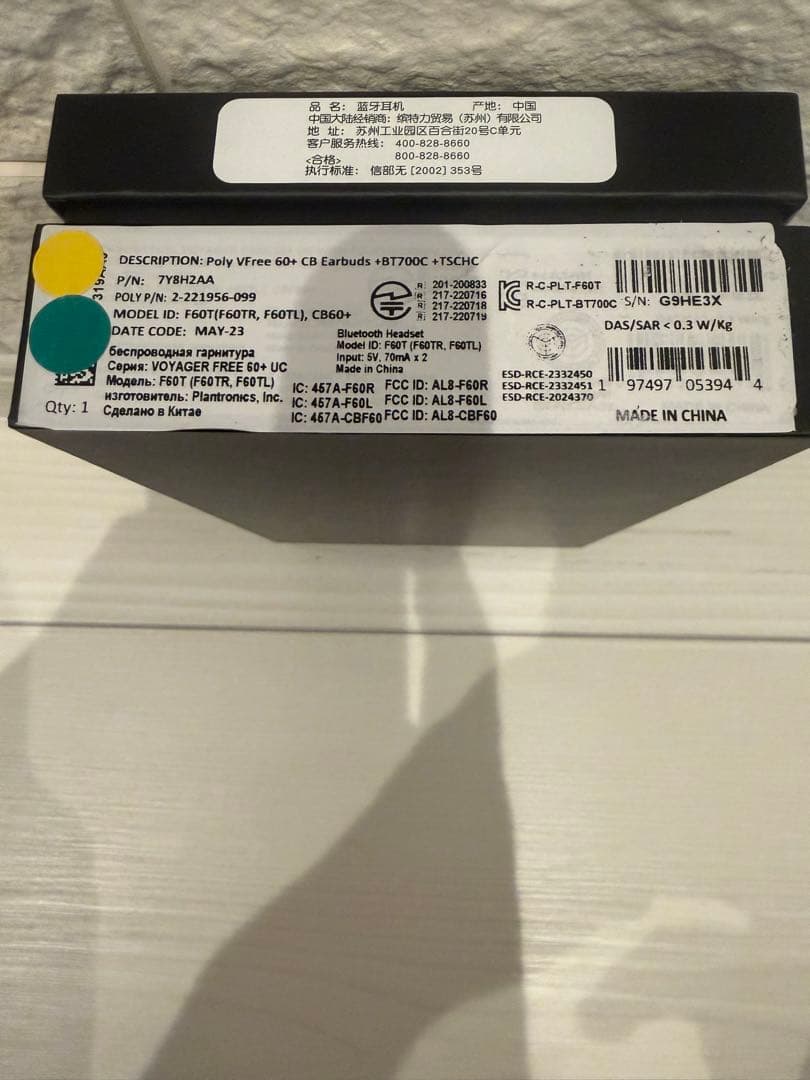 品 名： 蓝牙耳机 产地： 中国
中国大陆经销商：缤特力贸易（苏州）有限公司
地 址： 苏州工业园区百合街20号C单元
客户服务热线： 400-828-8660
800-828-8660
<合格>
执行标准： 信部无 [2002] 353号
DESCRIPTION: Poly VFree 60+ CB Earbuds +BT700C +TSCHC
P/N: 7Y8H2AA
POLY P/N: 2-221956-099
MODEL ID: F60T(F60TR, F60TL), CB60+
DATE CODE: MAY-23
беспроводная гарнитура
Серия: VOYAGER FREE 60+ UC
Модель: F60T (F60TR, F60TL)
изготовитель: Plantronics, Inc.
Сделано в Китае
Qty: 1
R 201-200833
R 217-220716
R 217-220718
R 217-220719
Bluetooth Headset
Model ID: F60T (F60TR, F60TL)
Input: 5V, 70mA x 2
Made in China
IC: 457A-F60R FCC ID: AL8-F60R
IC: 457A-F60L FCC ID: AL8-F60L
IC: 457A-CBF60 FCC ID: AL8-CBF60
R-C-PLT-F60T
R-C-PLT-BT700C
S/N: G9HE3X
DAS/SAR < 0.3 W/Kg
ESD-RCE-2332450
ESD-RCE-2332451
ESD-RCE-2024370
1 97497 05394 4
MADE IN CHINA